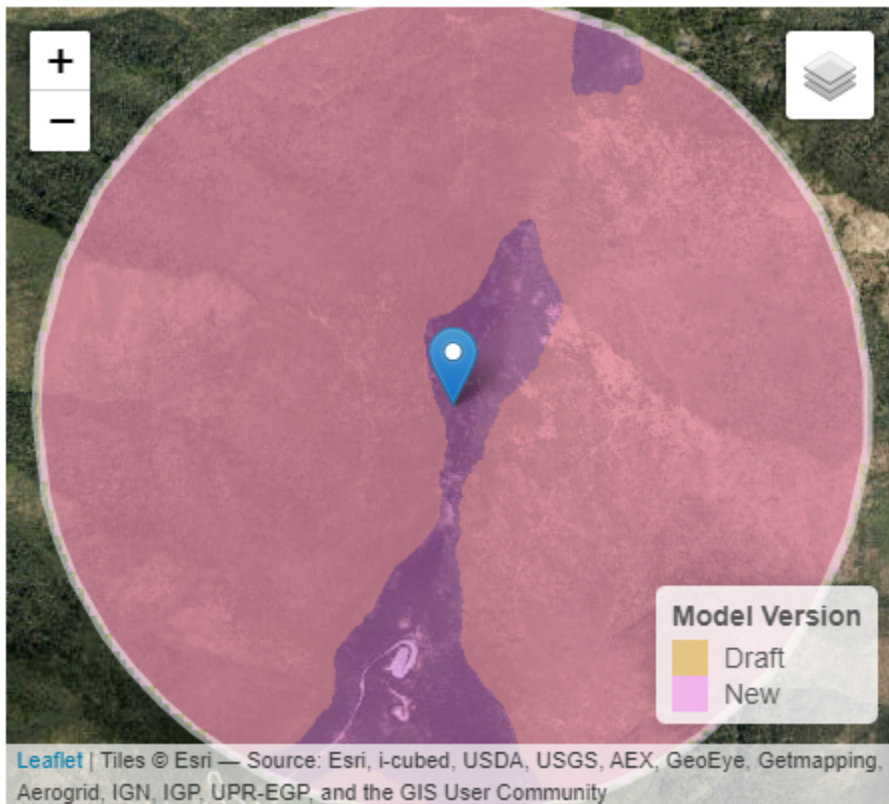 +
−
Model Version
Draft
New
Leaflet | Tiles © Esri — Source: Esri, i-cubed, USDA, USGS, AEX, GeoEye, Getmapping,
Aerogrid, IGN, IGP, UPR-EGP, and the GIS User Community